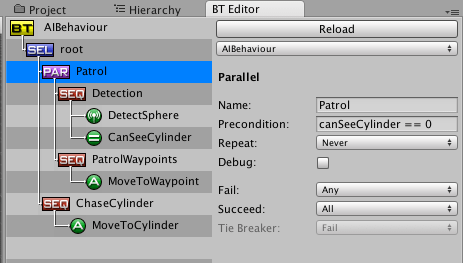 Project
Hierarchy
BT Editor
BT AIBehaviour
SEL root
PAR Patrol
SEQ Detection
DetectSphere
CanSeeCylinder
SEQ PatrolWaypoints
A MoveToWaypoint
SEQ ChaseCylinder
A MoveToCylinder
Reload
AIBehaviour
Parallel
Name: Patrol
Precondition: canSeeCylinder == 0
Repeat: Never
Debug:
Fail: Any
Succeed: All
Tie Breaker: Fail